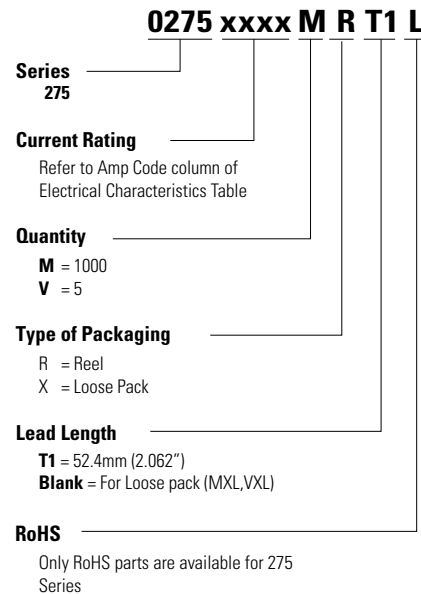 0275 xxxx M R T1 L
Series
275
Current Rating
Refer to Amp Code column of
Electrical Characteristics Table
Quantity
M = 1000
V = 5
Type of Packaging
R = Reel
X = Loose Pack
Lead Length
T1 = 52.4mm (2.062”)
Blank = For Loose pack (MXL,VXL)
RoHS
Only RoHS parts are available for 275
Series